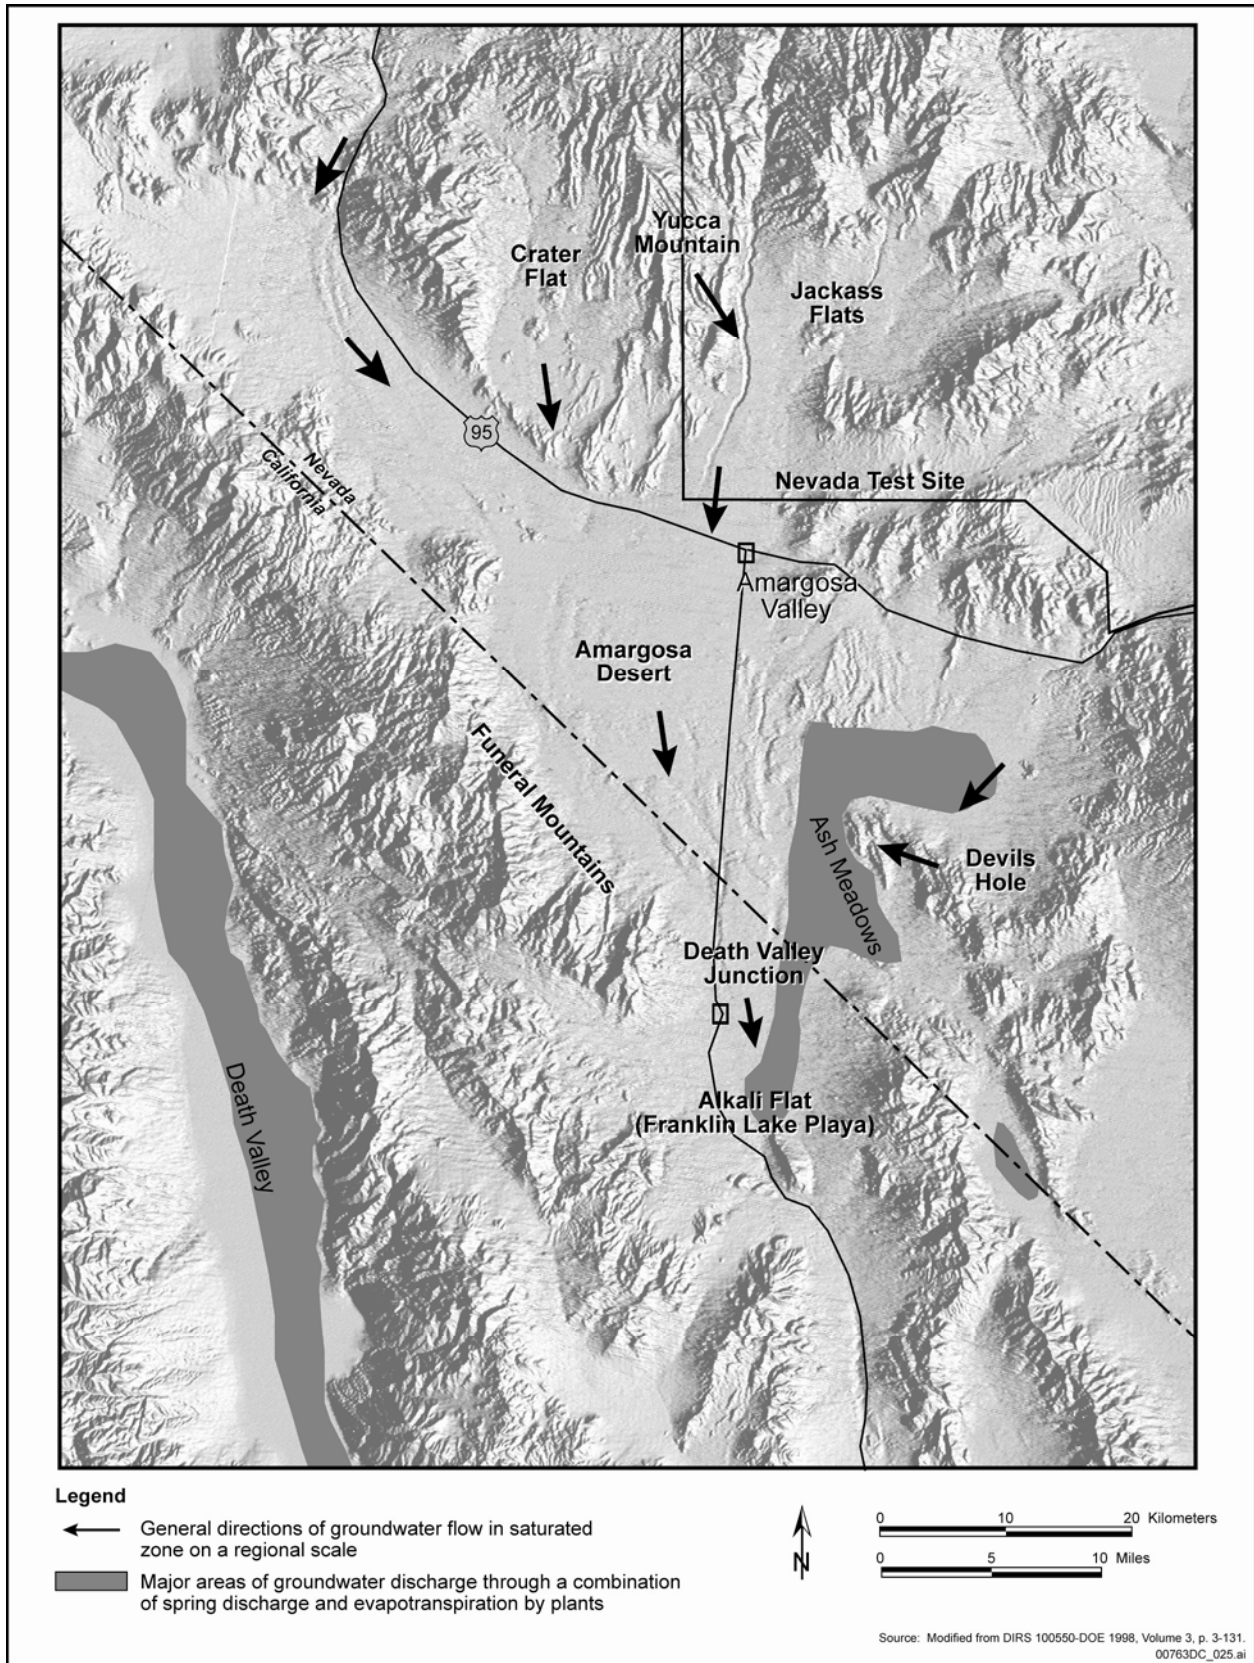 Yucca
Mountain
Crater
Flat
Jackass
Flats
95
Nevada
California
Nevada Test Site
Amargosa
Valley
Amargosa
Desert
Funeral Mountains
Ash Meadows
Devils
Hole
Death Valley
Junction
Death Valley
Alkali Flat
(Franklin Lake Playa)
Legend
General directions of groundwater flow in saturated
zone on a regional scale
Major areas of groundwater discharge through a combination
of spring discharge and evapotranspiration by plants
N
0 10 20 Kilometers
0 5 10 Miles
Source: Modified from DIRS 100550-DOE 1998, Volume 3, p. 3-131.
00763DC_025.ai